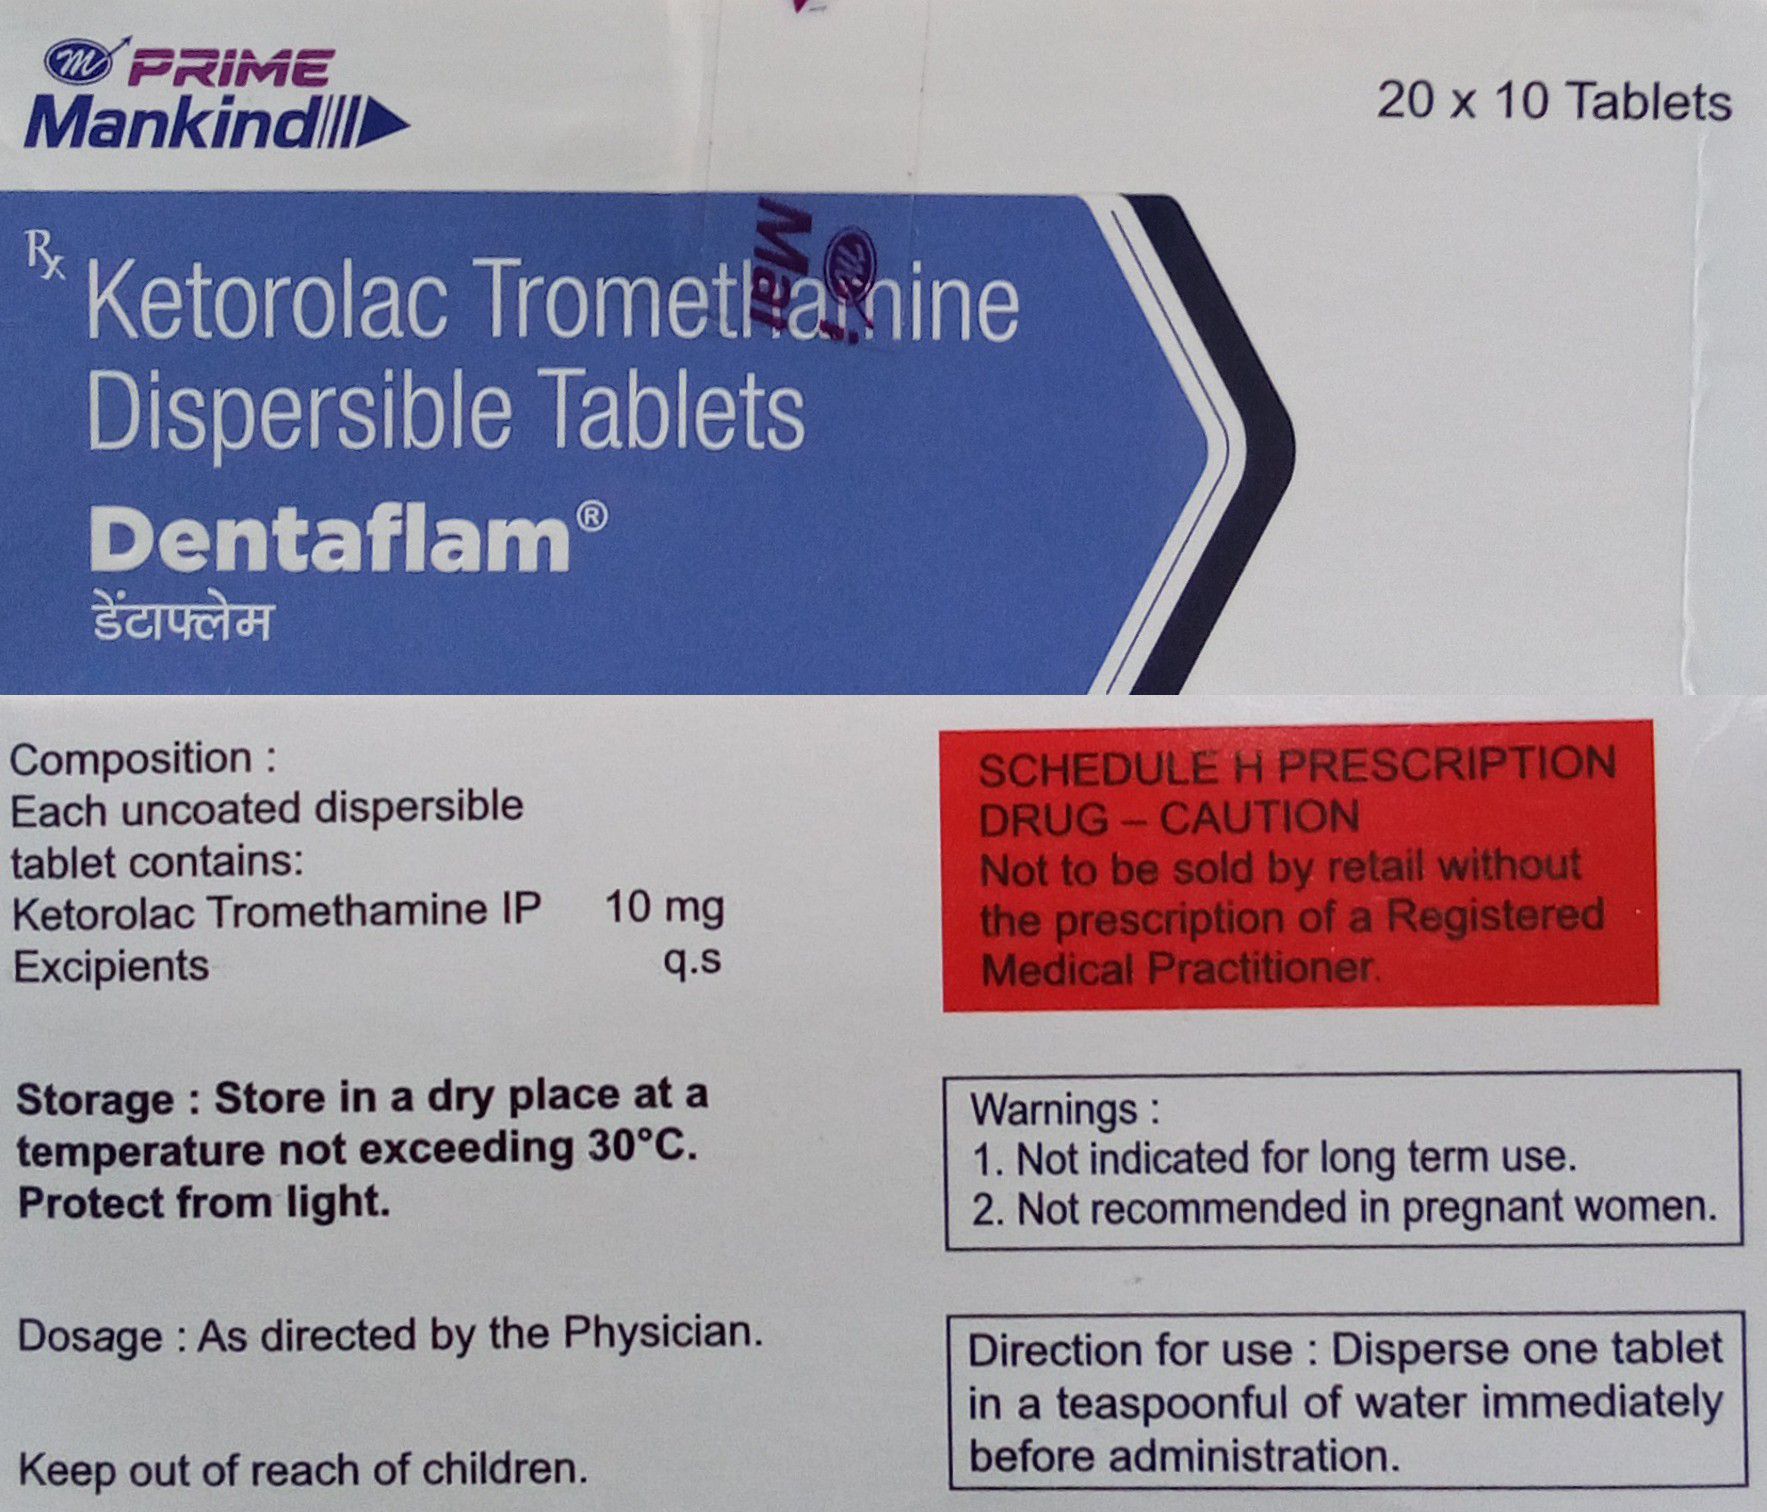 m PRIME
Mankind
20 x 10 Tablets
Rx
Ketorolac Tromethamine
Dispersible Tablets
Dentaflam®
डेंटाफ्लेम
m
Composition :
Each uncoated dispersible
tablet contains:
Ketorolac Tromethamine IP 10 mg
Excipients q.s
Storage : Store in a dry place at a
temperature not exceeding 30°C.
Protect from light.
Dosage : As directed by the Physician.
Keep out of reach of children.
SCHEDULE H PRESCRIPTION
DRUG – CAUTION
Not to be sold by retail without
the prescription of a Registered
Medical Practitioner.
Warnings :
1. Not indicated for long term use.
2. Not recommended in pregnant women.
Direction for use : Disperse one tablet
in a teaspoonful of water immediately
before administration.